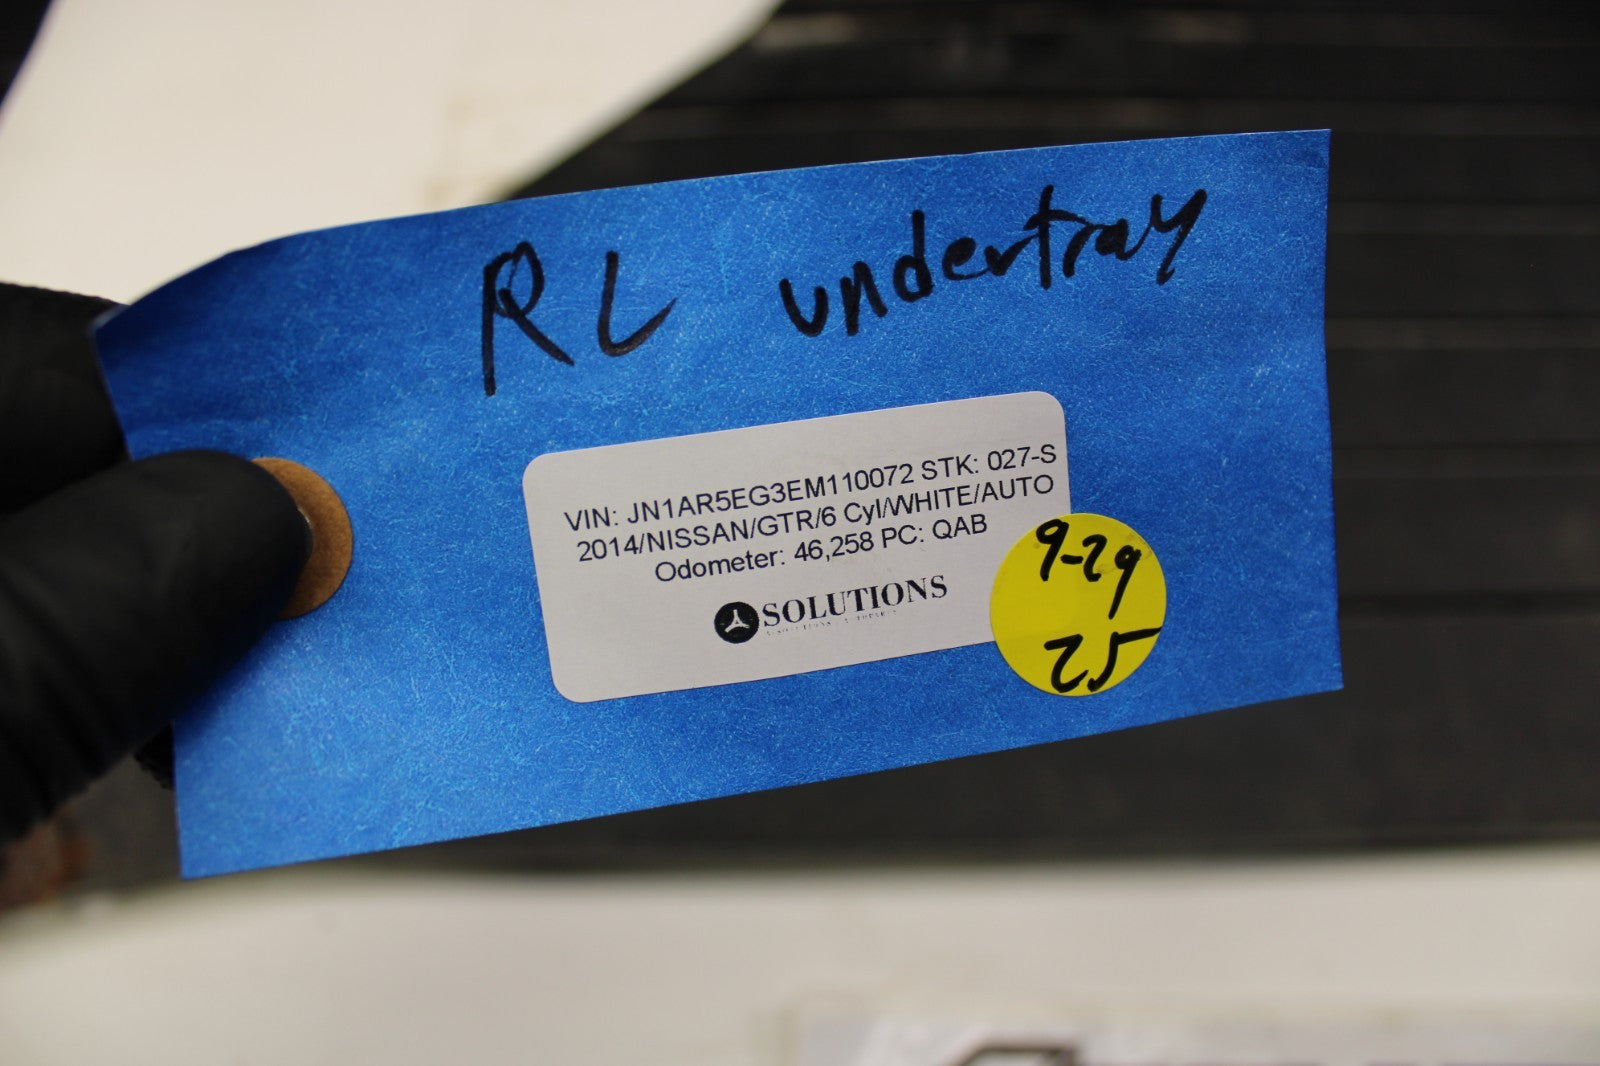 RL undertray
VIN: JN1AR5EG3EM110072 STK: 027-S
2014/NISSAN/GTR/6 Cyl/WHITE/AUTO
Odometer: 46,258 PC: QAB
SOLUTIONS
9-29
25